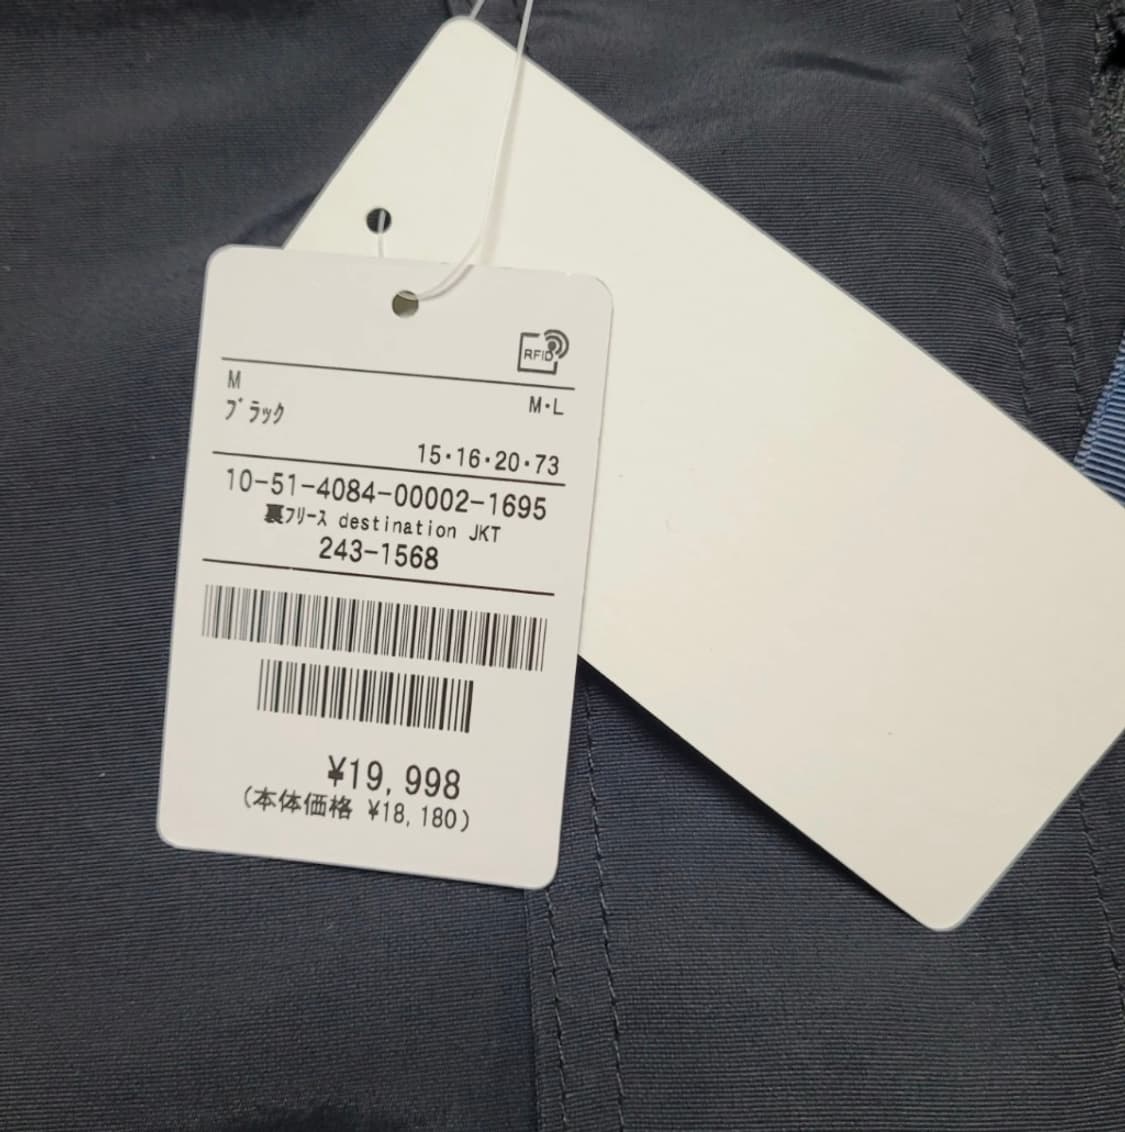 RFID
M
M・L
ブラック
15・16・20・73
10-51-4084-00002-1695
裏フリース destination JKT
243-1568
¥19,998
(本体価格 ¥18,180)